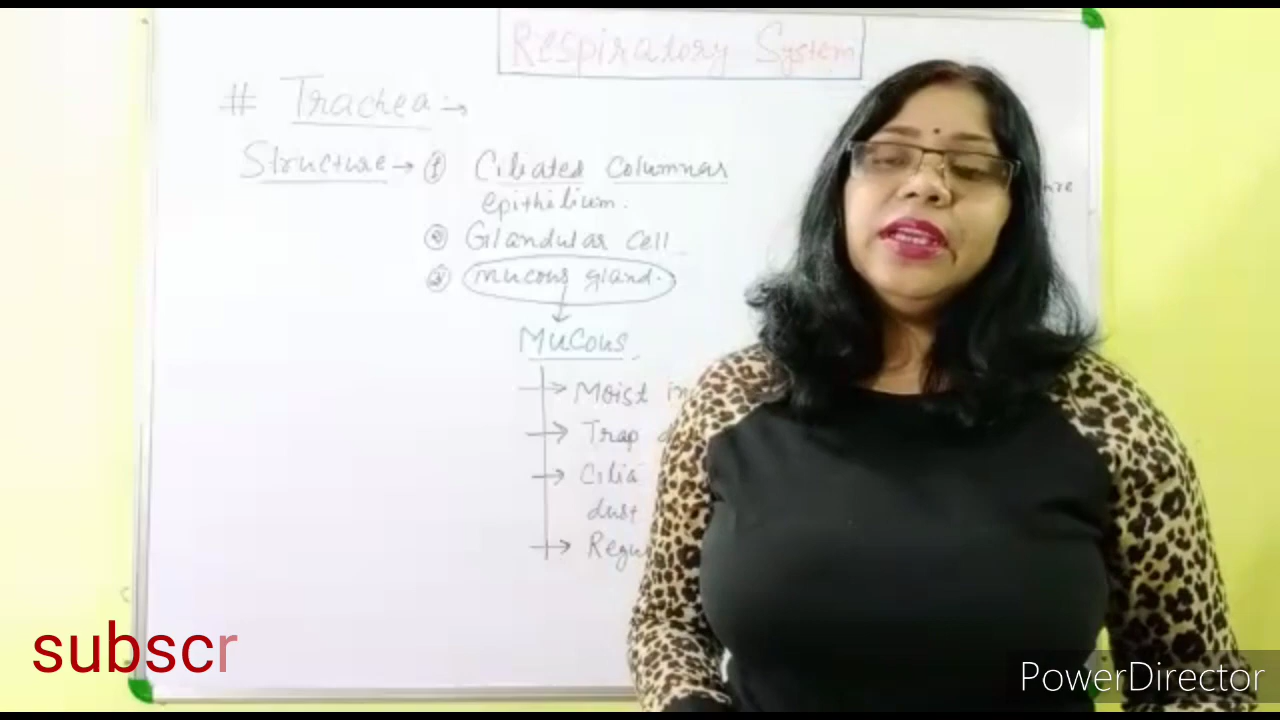 Respiratory System
# Trachea →
Structure → ① Ciliated Columnar
epithilium.
② Glandular Cell
③ Mucous gland.
Mucous
→ Moist
→ Trap
→ Cilia
dust
→ Regu
subscr
PowerDirector